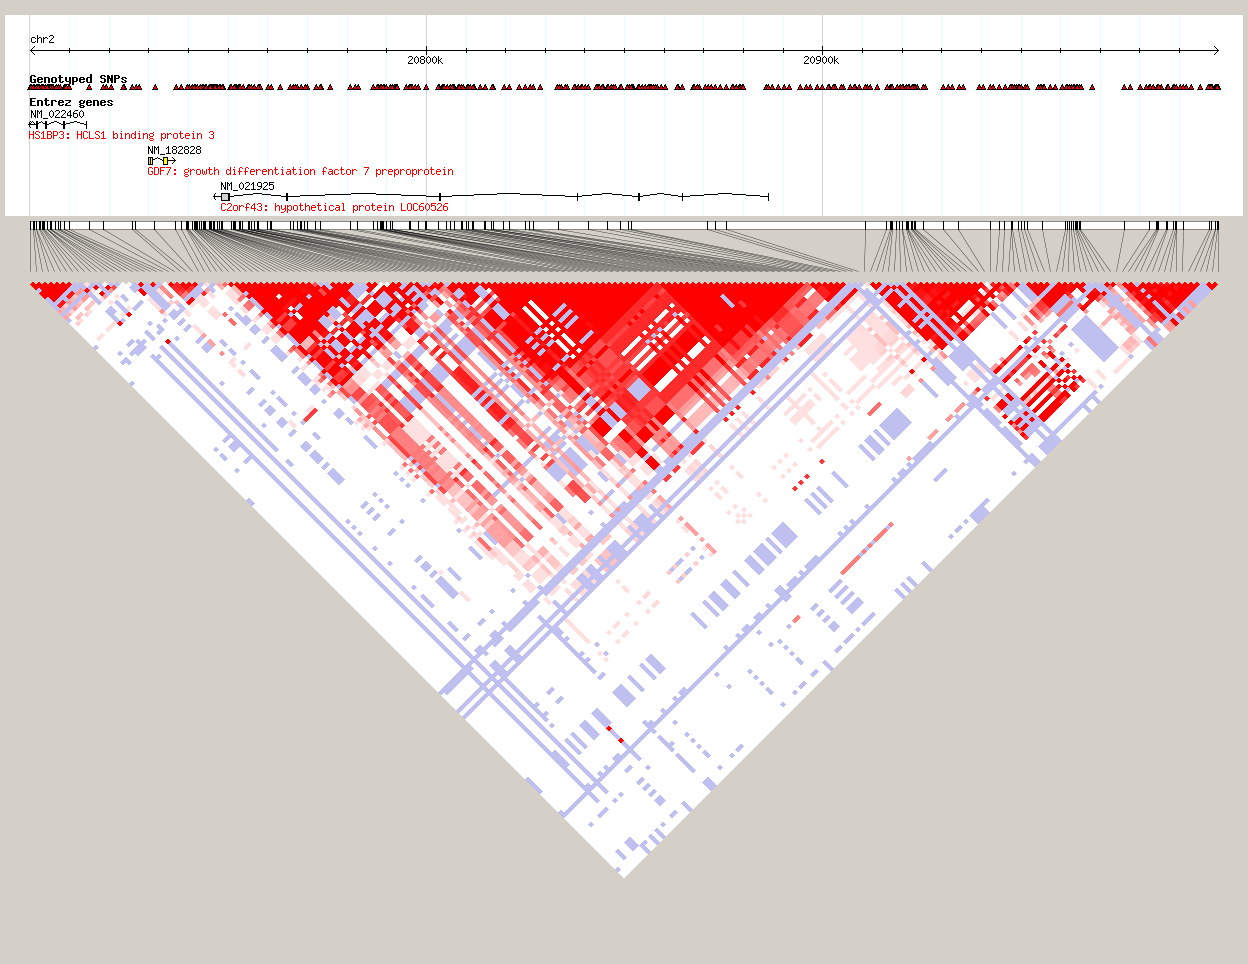 chr2
20800k 20900k
Genotyped SNPs
Entrez genes
NM_022460
HS1BP3: HCLS1 binding protein 3
NM_182828
GDF7: growth differentiation factor 7 preproprotein
NM_021925
C2orf43: hypothetical protein LOC60526